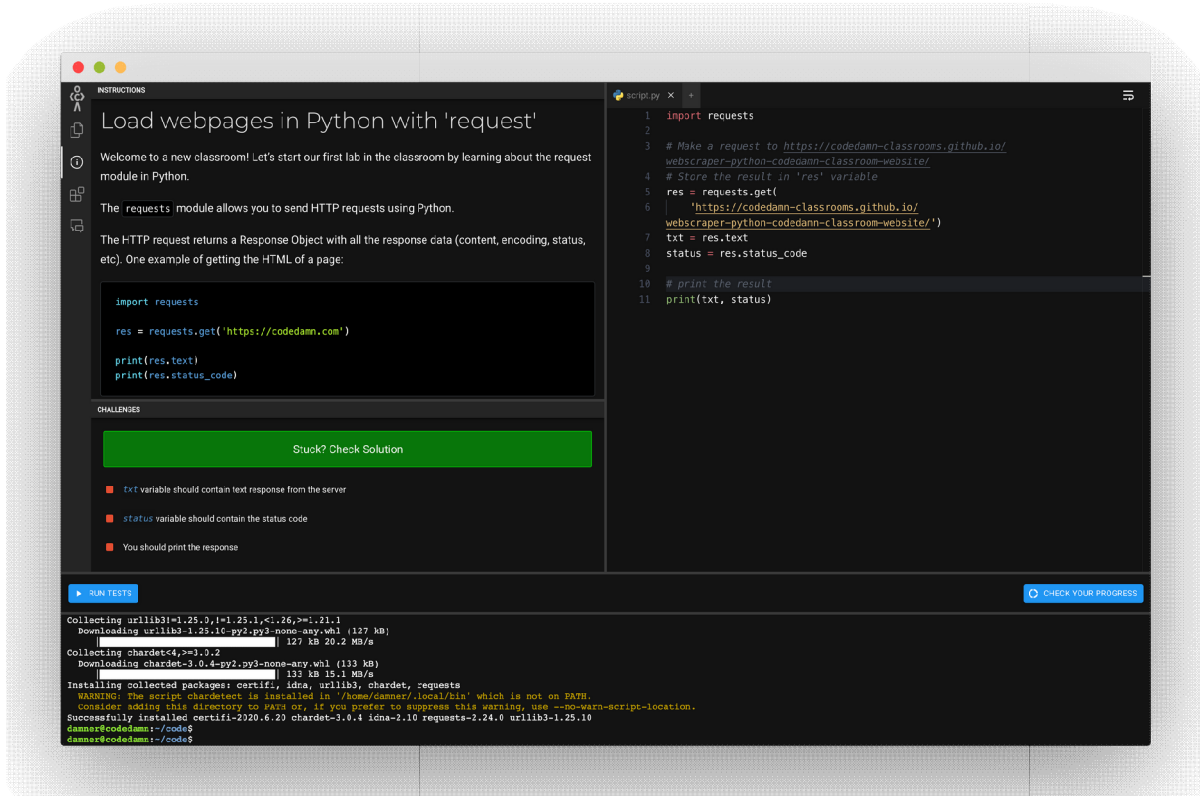 INSTRUCTIONS
Load webpages in Python with 'request'
Welcome to a new classroom! Let's start our first lab in the classroom by learning about the request
module in Python.
The requests module allows you to send HTTP requests using Python.
The HTTP request returns a Response Object with all the response data (content, encoding, status,
etc). One example of getting the HTML of a page:
import requests
res = requests.get('https://codedamn.com')
print(res.text)
print(res.status_code)
CHALLENGES
Stuck? Check Solution
txt variable should contain text response from the server
status variable should contain the status code
You should print the response
script.py × +
1 import requests
2
3 # Make a request to https://codedamn-classrooms.github.io/
webscraper-python-codedamn-classroom-website/
4 # Store the result in 'res' variable
5 res = requests.get(
6 'https://codedamn-classrooms.github.io/
webscraper-python-codedamn-classroom-website/')
7 txt = res.text
8 status = res.status_code
9
10 # print the result
11 print(txt, status)
RUN TESTS
CHECK YOUR PROGRESS
Collecting urllib3!=1.25.0,!=1.25.1,<1.26,>=1.21.1
Downloading urllib3-1.25.10-py2.py3-none-any.whl (127 kB)
| | 127 kB 20.2 MB/s
Collecting chardet<4,>=3.0.2
Downloading chardet-3.0.4-py2.py3-none-any.whl (133 kB)
| | 133 kB 15.1 MB/s
Installing collected packages: certifi, idna, urllib3, chardet, requests
WARNING: The script chardetect is installed in '/home/damner/.local/bin' which is not on PATH.
Consider adding this directory to PATH or, if you prefer to suppress this warning, use --no-warn-script-location.
Successfully installed certifi-2020.6.20 chardet-3.0.4 idna-2.10 requests-2.24.0 urllib3-1.25.10
damner@codedamn:~/code$
damner@codedamn:~/code$